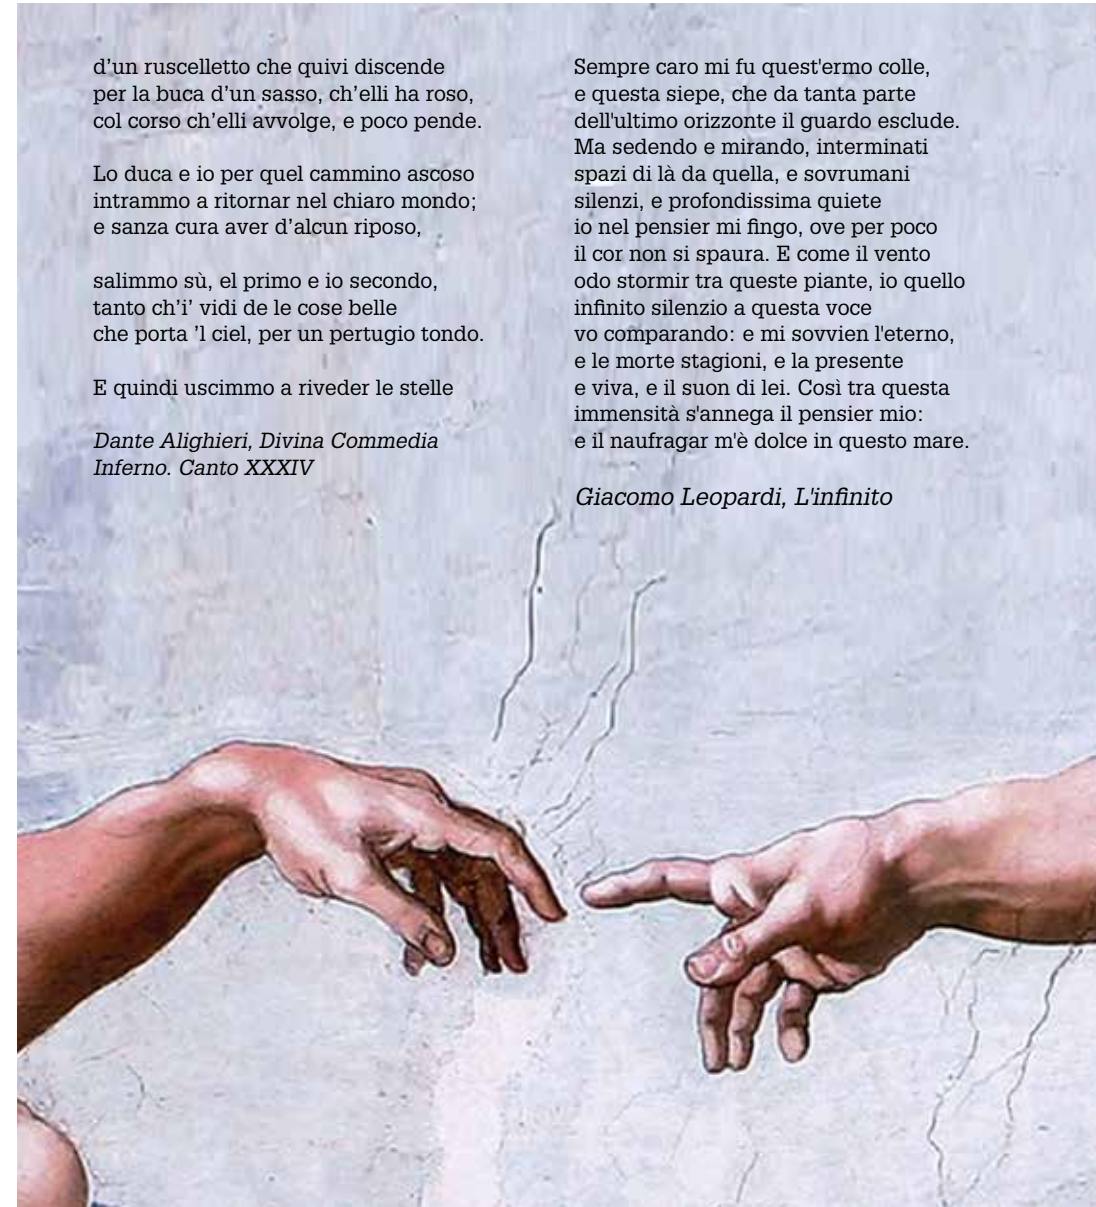 d’un ruscelletto che quivi discende
per la buca d’un sasso, ch’elli ha roso,
col corso ch’elli avvolge, e poco pende.
Lo duca e io per quel cammino ascoso
intrammo a ritornar nel chiaro mondo;
e sanza cura aver d’alcun riposo,
salimmo sù, el primo e io secondo,
tanto ch’i’ vidi de le cose belle
che porta ’l ciel, per un pertugio tondo.
E quindi uscimmo a riveder le stelle
Dante Alighieri, Divina Commedia
Inferno. Canto XXXIV
Sempre caro mi fu quest'ermo colle,
e questa siepe, che da tanta parte
dell'ultimo orizzonte il guardo esclude.
Ma sedendo e mirando, interminati
spazi di là da quella, e sovrumani
silenzi, e profondissima quiete
io nel pensier mi fingo, ove per poco
il cor non si spaura. E come il vento
odo stormir tra queste piante, io quello
infinito silenzio a questa voce
vo comparando: e mi sovvien l'eterno,
e le morte stagioni, e la presente
e viva, e il suon di lei. Così tra questa
immensità s'annega il pensier mio:
e il naufragar m'è dolce in questo mare.
Giacomo Leopardi, L'infinito